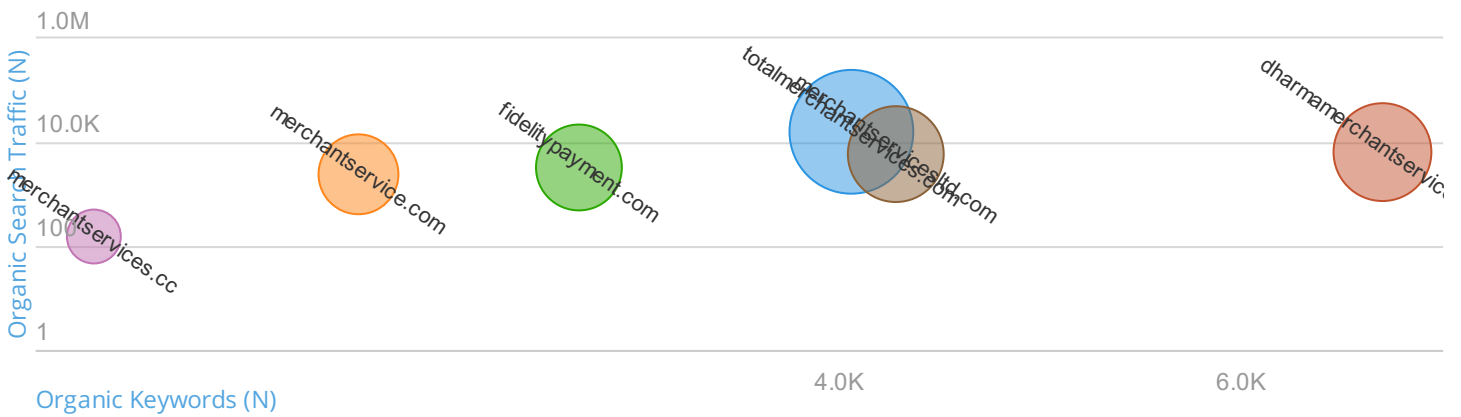 1.0M
10.0K
100
1
Organic Search Traffic (N)
merchantservices.cc
merchantservice.com
fidelitypayment.com
totalmerchantservices.com
merchantservicesltd.com
dharmamerchantservic
4.0K
6.0K
Organic Keywords (N)